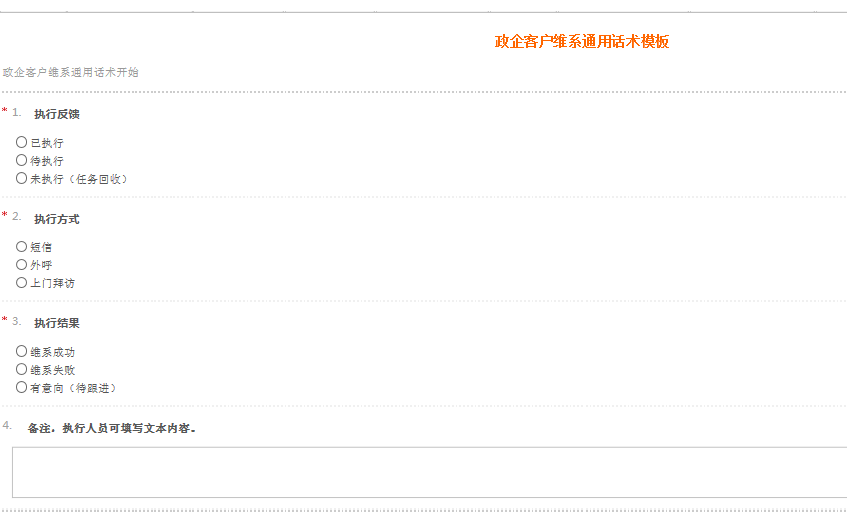 政企客户维系通用话术模板
政企客户维系通用话术开始
* 1. 执行反馈
已执行
待执行
未执行（任务回收）
* 2. 执行方式
短信
外呼
上门拜访
* 3. 执行结果
维系成功
维系失败
有意向（待跟进）
4. 备注，执行人员可填写文本内容。